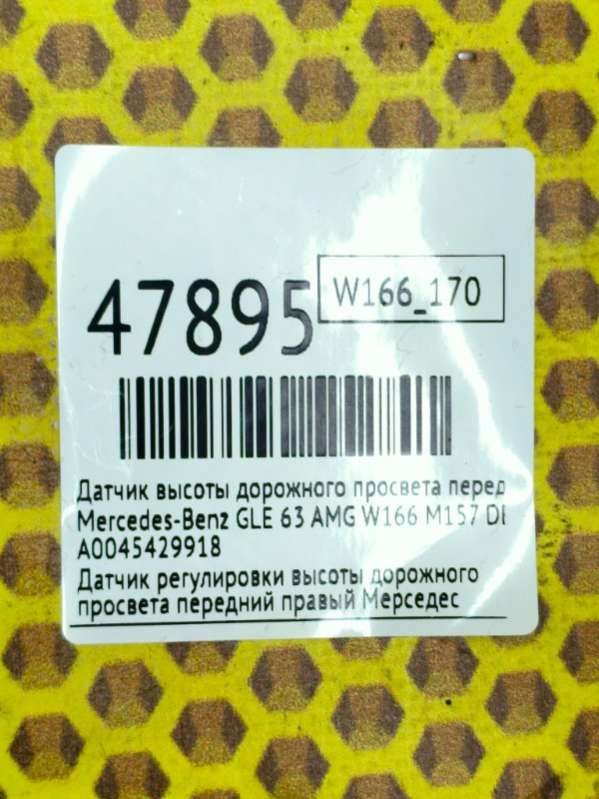 47895
W166_170
Датчик высоты дорожного просвета перед
Mercedes-Benz GLE 63 AMG W166 M157 DE
A0045429918
Датчик регулировки высоты дорожного
просвета передний правый Мерседес